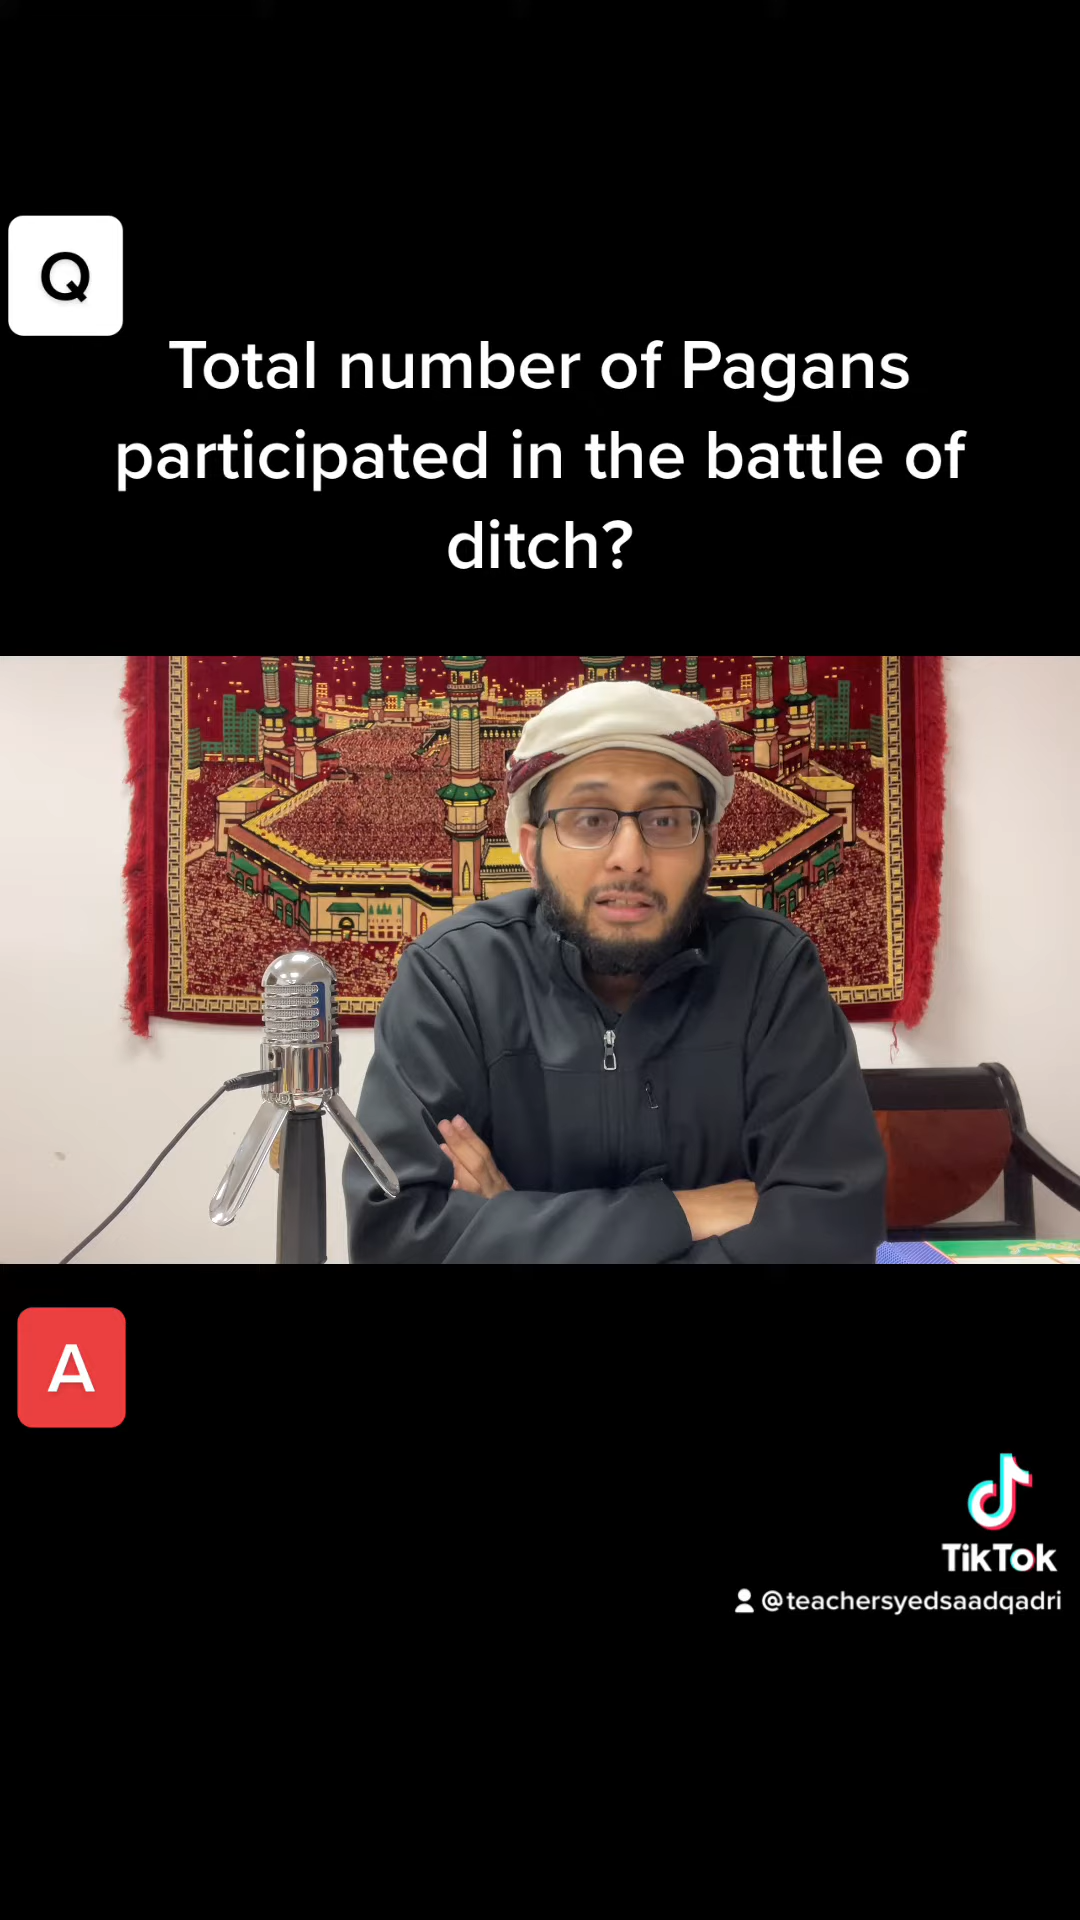 Q
Total number of Pagans
participated in the battle of
ditch?
A
TikTok
@teachersyedsaadqadri